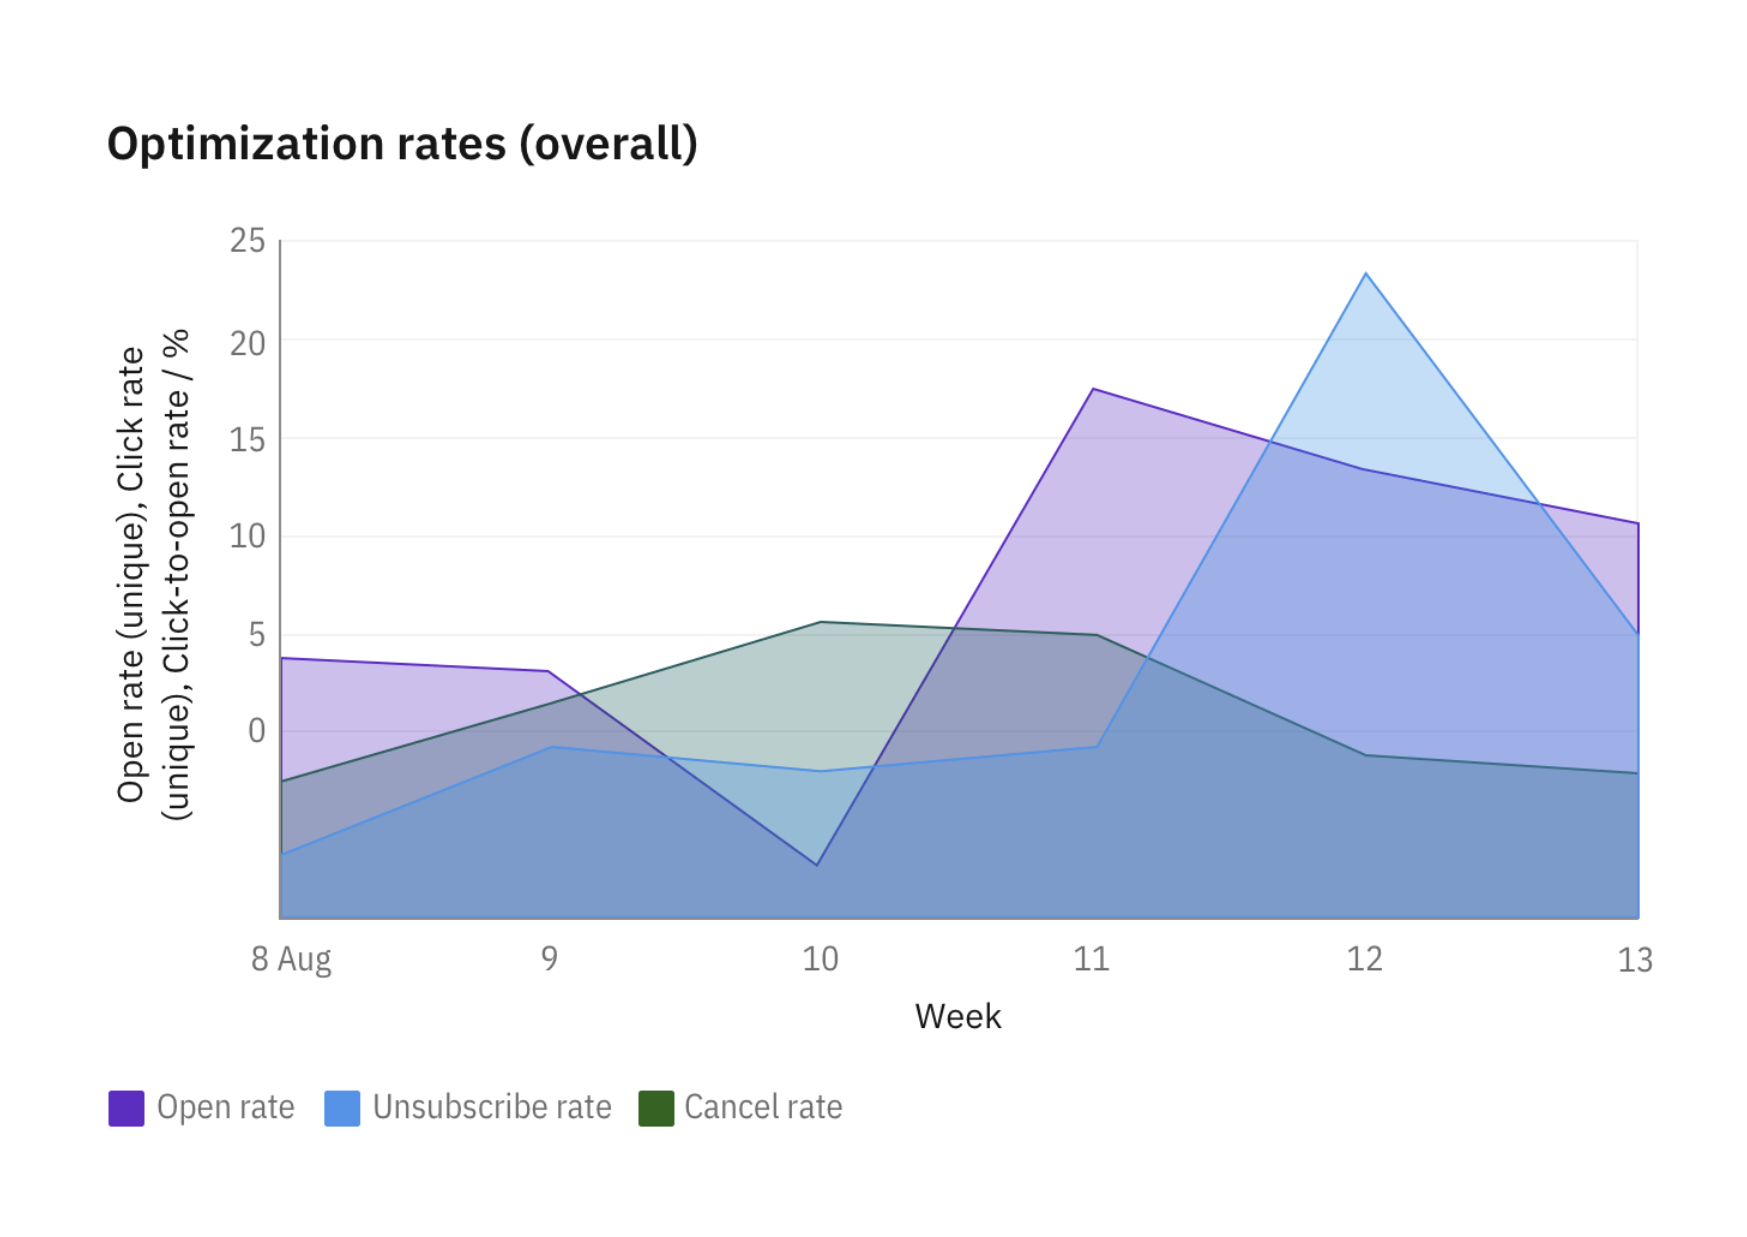 Optimization rates (overall)
25
20
15
10
5
0
Open rate (unique), Click rate
(unique), Click-to-open rate / %
8 Aug 9 10 11 12 13
Week
Open rate Unsubscribe rate Cancel rate